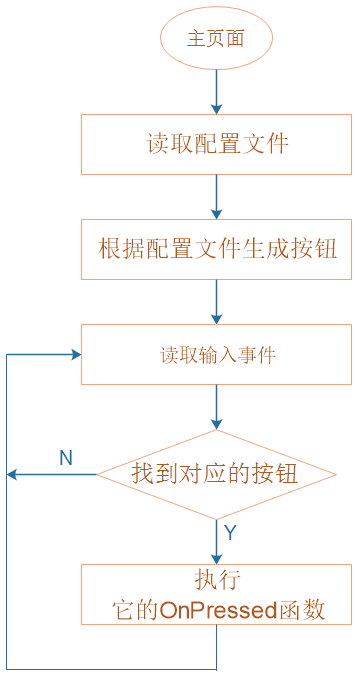 主页面
读取配置文件
根据配置文件生成按钮
读取输入事件
找到对应的按钮
N
Y
执行
它的OnPressed函数